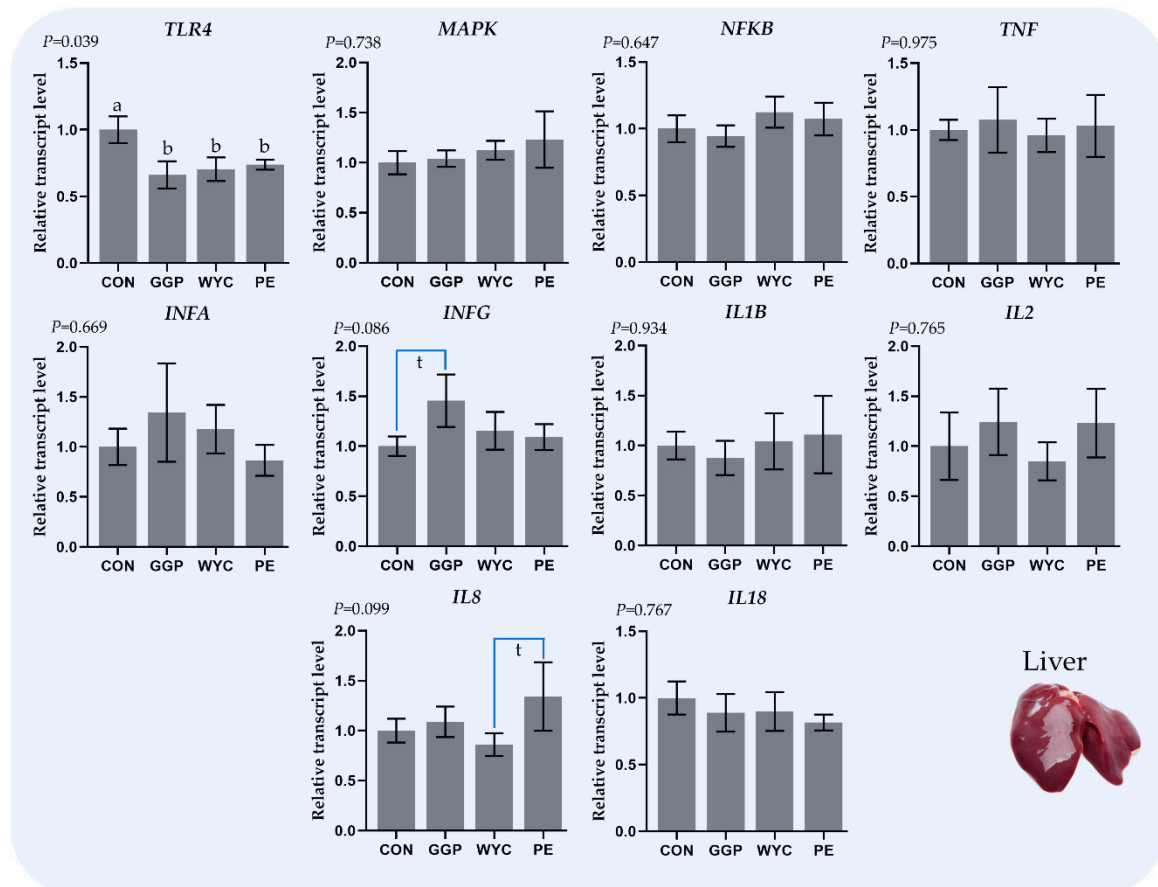 TLR4
P=0.039
Relative transcript level
1.5
1.0
0.5
0.0
a
b
b
b
CON GGP WYC PE
MAPK
P=0.738
Relative transcript level
2.0
1.5
1.0
0.5
0.0
CON GGP WYC PE
NFKB
P=0.647
Relative transcript level
1.5
1.0
0.5
0.0
CON GGP WYC PE
TNF
P=0.975
Relative transcript level
1.5
1.0
0.5
0.0
CON GGP WYC PE
INFA
P=0.669
Relative transcript level
2.0
1.5
1.0
0.5
0.0
CON GGP WYC PE
INFG
P=0.086
Relative transcript level
2.0
1.5
1.0
0.5
0.0
t
CON GGP WYC PE
IL1B
P=0.934
Relative transcript level
2.0
1.5
1.0
0.5
0.0
CON GGP WYC PE
IL2
P=0.765
Relative transcript level
2.0
1.5
1.0
0.5
0.0
CON GGP WYC PE
IL8
P=0.099
Relative transcript level
2.0
1.5
1.0
0.5
0.0
t
CON GGP WYC PE
IL18
P=0.767
Relative transcript level
1.5
1.0
0.5
0.0
CON GGP WYC PE
Liver